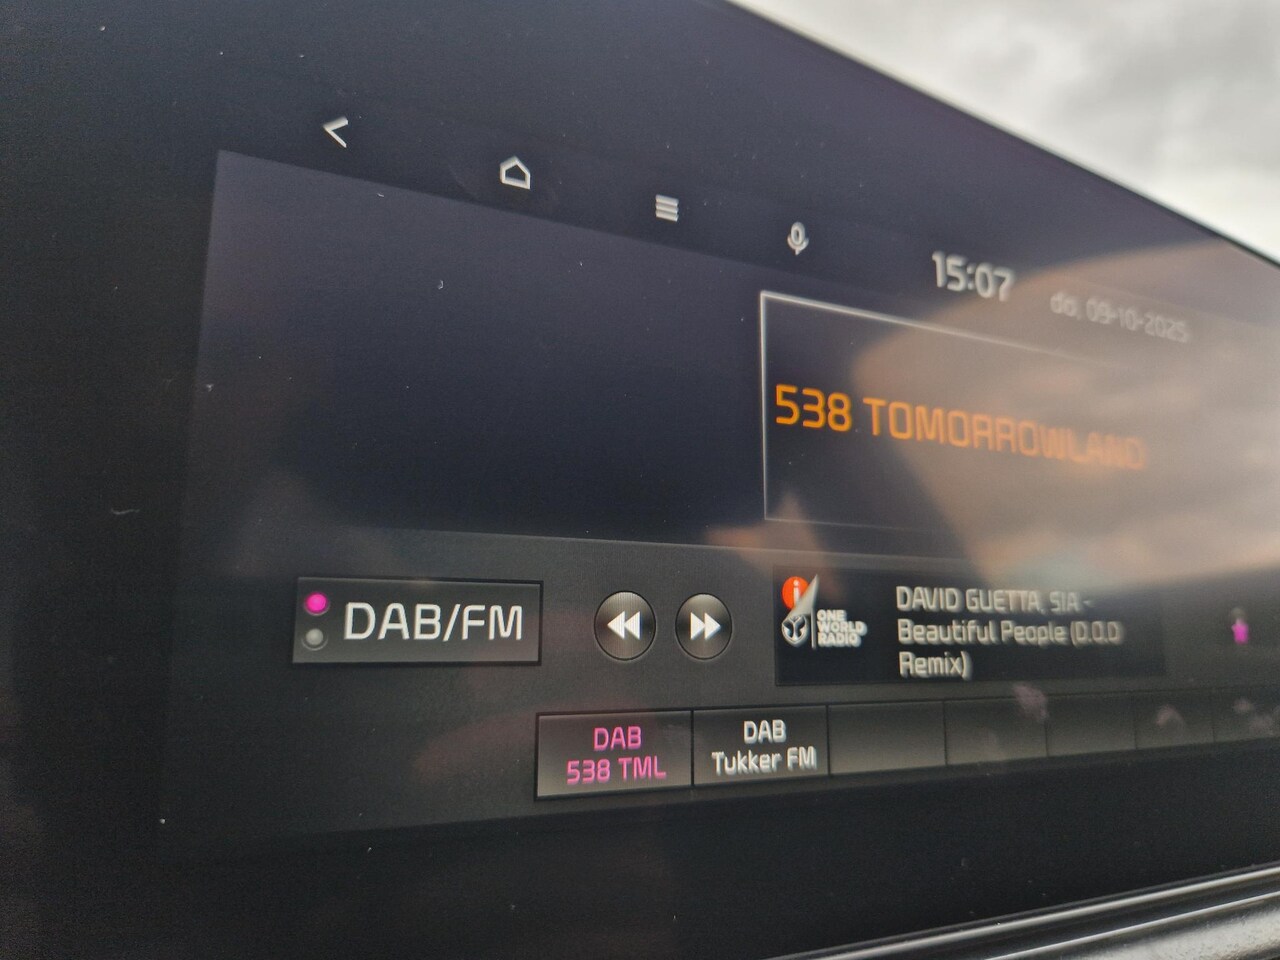 15:07
do. 09-10-2025
538 TOMORROWLAND
DAB/FM
i
ONE
WORLD
RADIO
DAVID GUETTA, SIA -
Beautiful People (D.O.D
Remix)
DAB
538 TML
DAB
Tukker FM